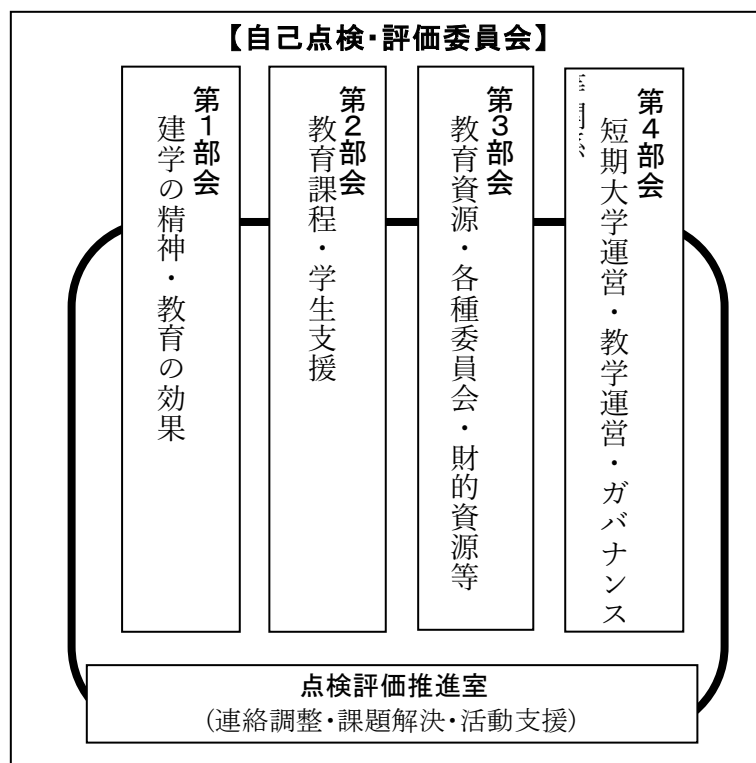 【自己点検・評価委員会】
第1部会
建学の精神・教育の効果
第2部会
教育課程・学生支援
第3部会
教育資源・各種委員会・財的資源等
第4部会
短期大学運営・教学運営・ガバナンス
点検評価推進室
(連絡調整・課題解決・活動支援)